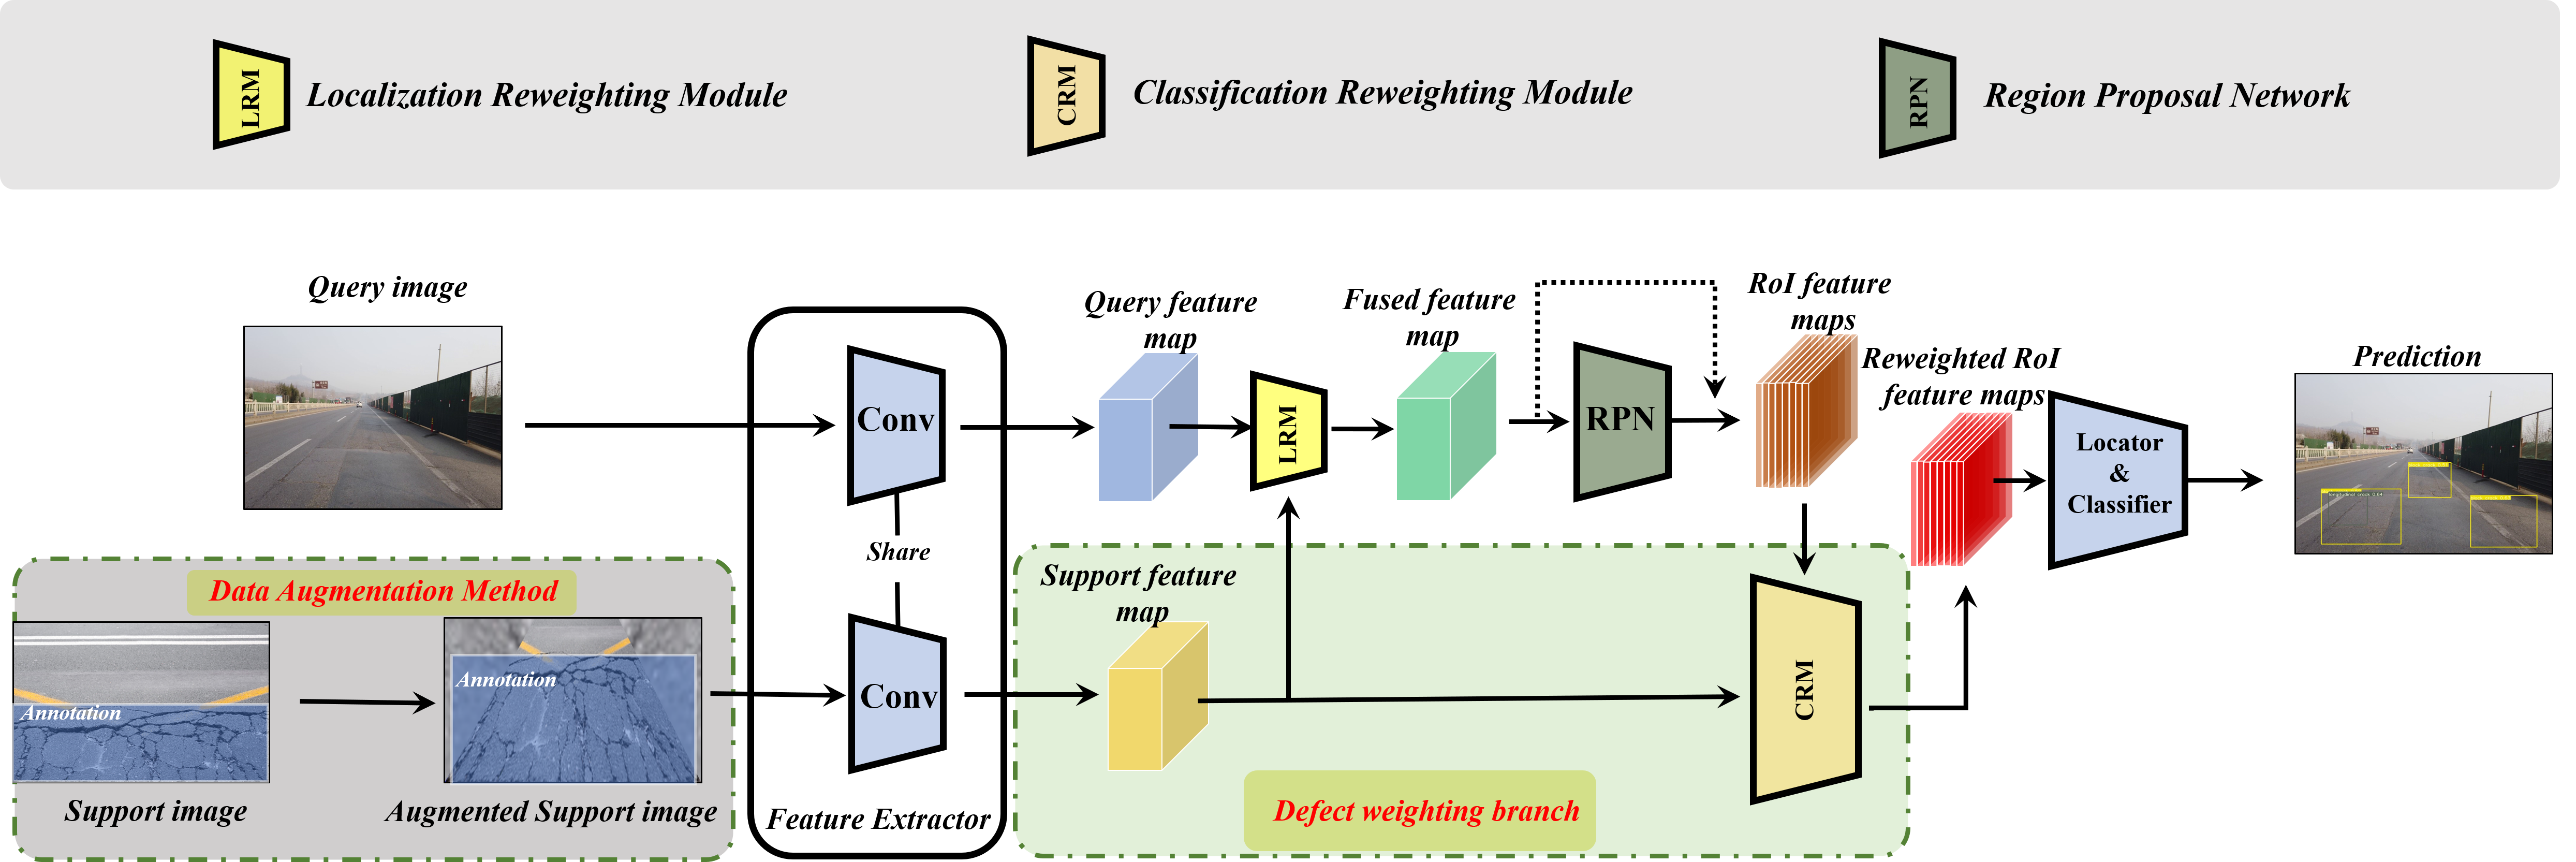 LRM
Localization Reweighting Module
CRM
Classification Reweighting Module
RPN
Region Proposal Network
Query image
Query feature
map
Fused feature
map
RoI feature
maps
Reweighted RoI
feature maps
Prediction
Conv
LRM
RPN
Locator
&
Classifier
Share
Data Augmentation Method
Annotation
Annotation
Support image
Augmented Support image
Conv
Feature Extractor
Support feature
map
CRM
Defect weighting branch